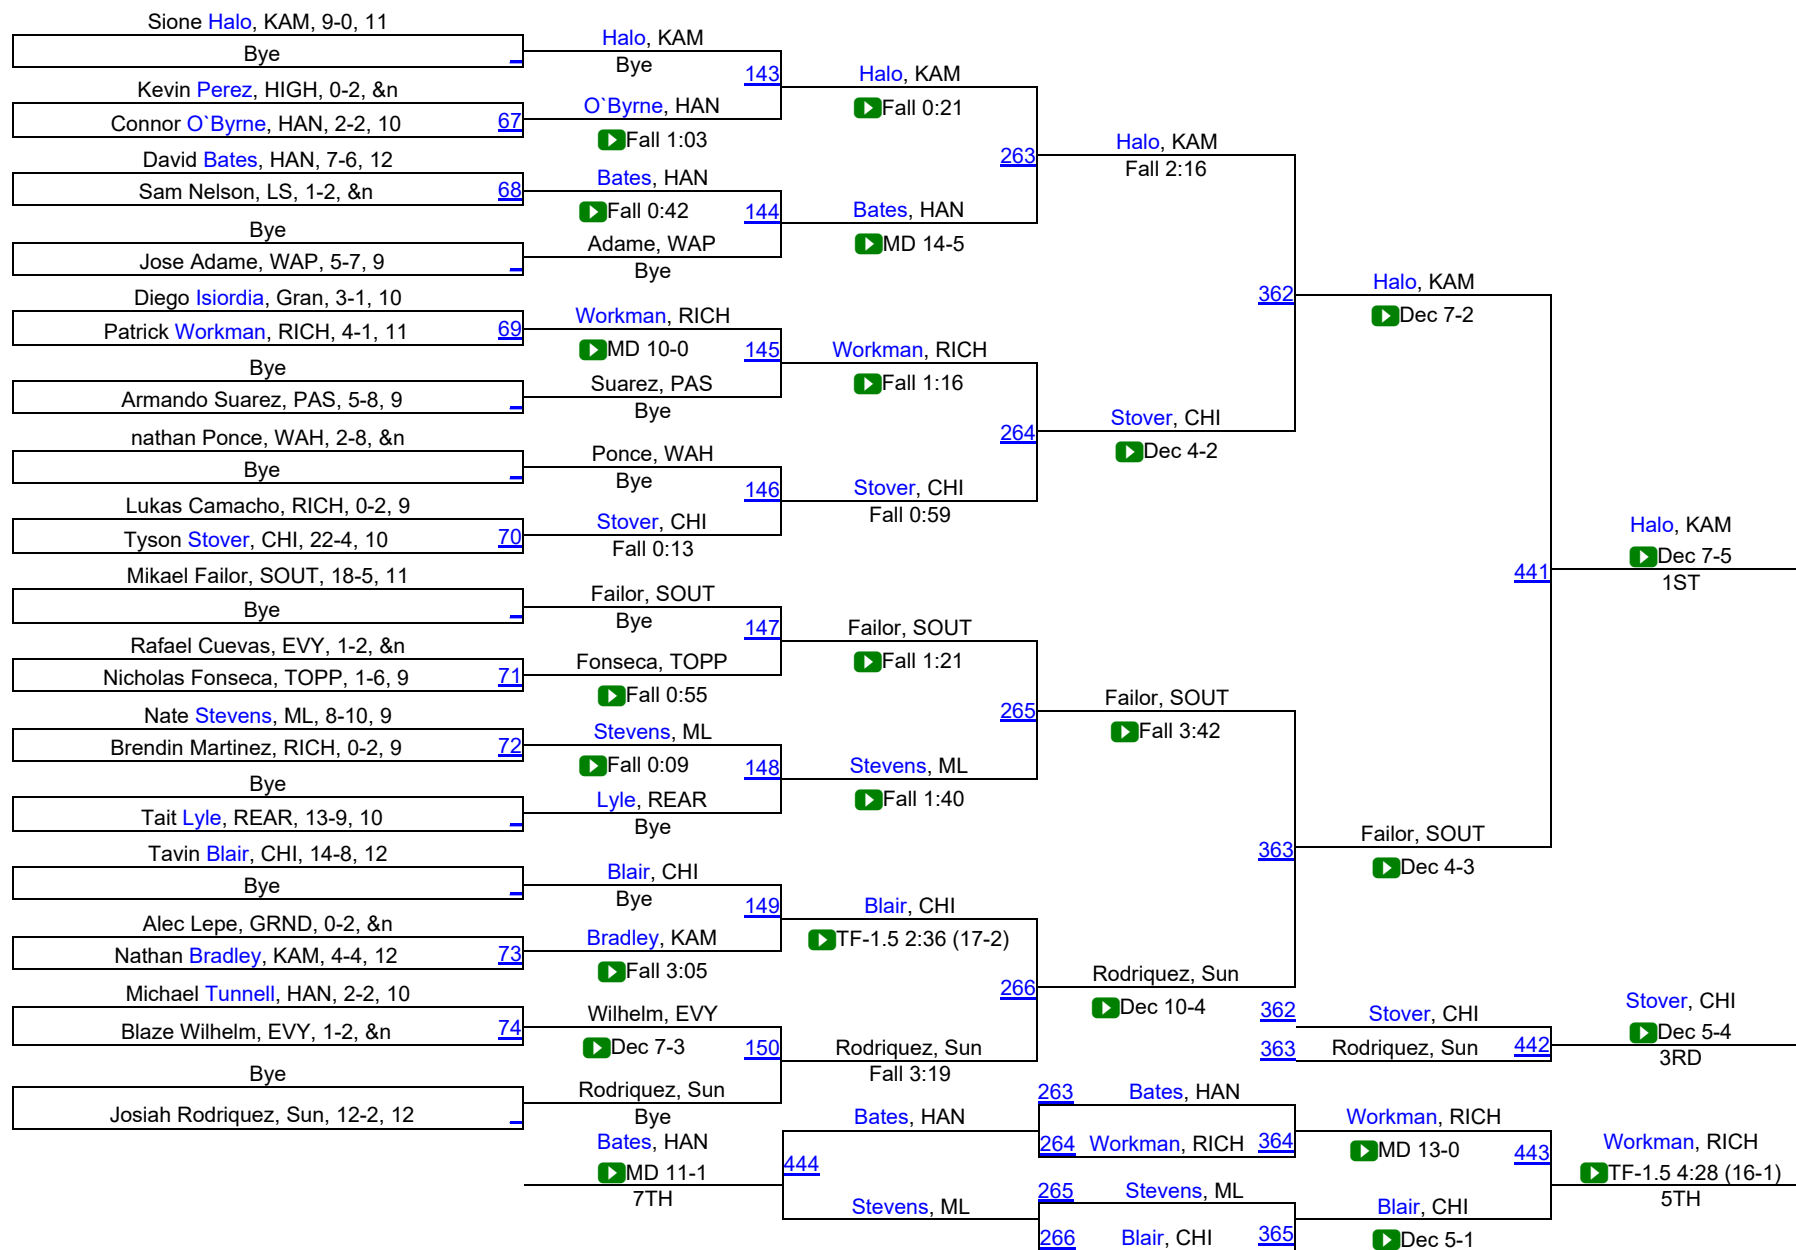 Sione Halo, KAM, 9-0, 11
Bye
Kevin Perez, HIGH, 0-2, &n
Connor O`Byrne, HAN, 2-2, 10 67
David Bates, HAN, 7-6, 12
Sam Nelson, LS, 1-2, &n 68
Bye
Jose Adame, WAP, 5-7, 9
Diego Isiordia, Gran, 3-1, 10
Patrick Workman, RICH, 4-1, 11 69
Bye
Armando Suarez, PAS, 5-8, 9
nathan Ponce, WAH, 2-8, &n
Bye
Lukas Camacho, RICH, 0-2, 9
Tyson Stover, CHI, 22-4, 10 70
Mikael Failor, SOUT, 18-5, 11
Bye
Rafael Cuevas, EVY, 1-2, &n
Nicholas Fonseca, TOPP, 1-6, 9 71
Nate Stevens, ML, 8-10, 9
Brendin Martinez, RICH, 0-2, 9 72
Bye
Tait Lyle, REAR, 13-9, 10
Tavin Blair, CHI, 14-8, 12
Bye
Alec Lepe, GRND, 0-2, &n
Nathan Bradley, KAM, 4-4, 12 73
Michael Tunnell, HAN, 2-2, 10
Blaze Wilhelm, EVY, 1-2, &n 74
Bye
Josiah Rodriquez, Sun, 12-2, 12
Halo, KAM
Bye
143
O`Byrne, HAN
Fall 1:03
Bates, HAN
Fall 0:42
144
Adame, WAP
Bye
Workman, RICH
MD 10-0
145
Suarez, PAS
Bye
Ponce, WAH
Bye
146
Stover, CHI
Fall 0:13
Failor, SOUT
Bye
147
Fonseca, TOPP
Fall 0:55
Stevens, ML
Fall 0:09
148
Lyle, REAR
Bye
Blair, CHI
Bye
149
Bradley, KAM
Fall 3:05
Wilhelm, EVY
Dec 7-3
150
Rodriquez, Sun
Bye
Halo, KAM
Fall 0:21
263
Bates, HAN
MD 14-5
Workman, RICH
Fall 1:16
264
Stover, CHI
Fall 0:59
Failor, SOUT
Fall 1:21
265
Stevens, ML
Fall 1:40
Blair, CHI
TF-1.5 2:36 (17-2)
266
Rodriquez, Sun
Fall 3:19
Halo, KAM
Fall 2:16
362
Stover, CHI
Dec 4-2
Failor, SOUT
Fall 3:42
363
Rodriquez, Sun
Dec 10-4
Halo, KAM
Dec 7-2
441
Failor, SOUT
Dec 4-3
Halo, KAM
Dec 7-5
1ST
362 Stover, CHI
363 Rodriquez, Sun 442
Stover, CHI
Dec 5-4
3RD
263 Bates, HAN
264 Workman, RICH 364
265 Stevens, ML
266 Blair, CHI 365
Workman, RICH
MD 13-0
443
Blair, CHI
Dec 5-1
Workman, RICH
TF-1.5 4:28 (16-1)
5TH
Bates, HAN
444
Stevens, ML
Bates, HAN
MD 11-1
7TH